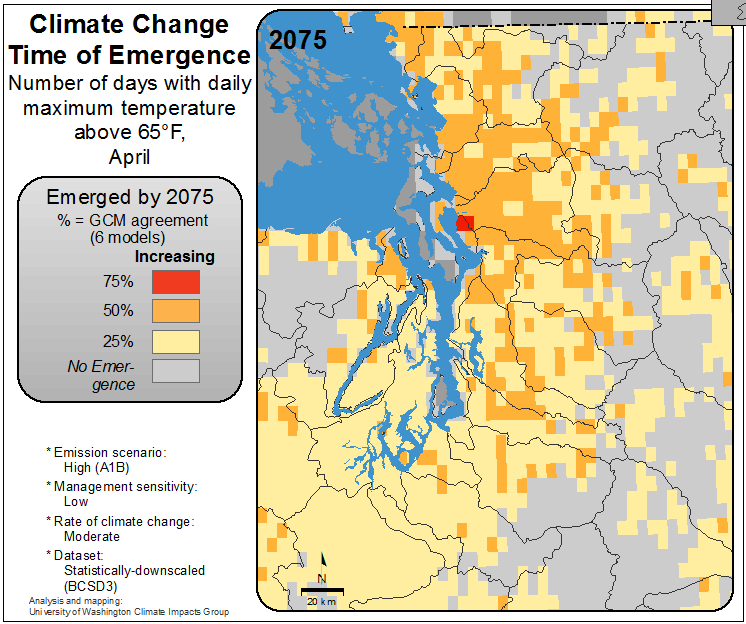 Climate Change
Time of Emergence
Number of days with daily
maximum temperature
above 65°F,
April
Emerged by 2075
% = GCM agreement
(6 models)
Increasing
75%
50%
25%
No Emer-
gence
* Emission scenario:
High (A1B)
* Management sensitivity:
Low
* Rate of climate change:
Moderate
* Dataset:
Statistically-downscaled
(BCSD3)
Analysis and mapping:
University of Washington Climate Impacts Group
2075
N
20 km